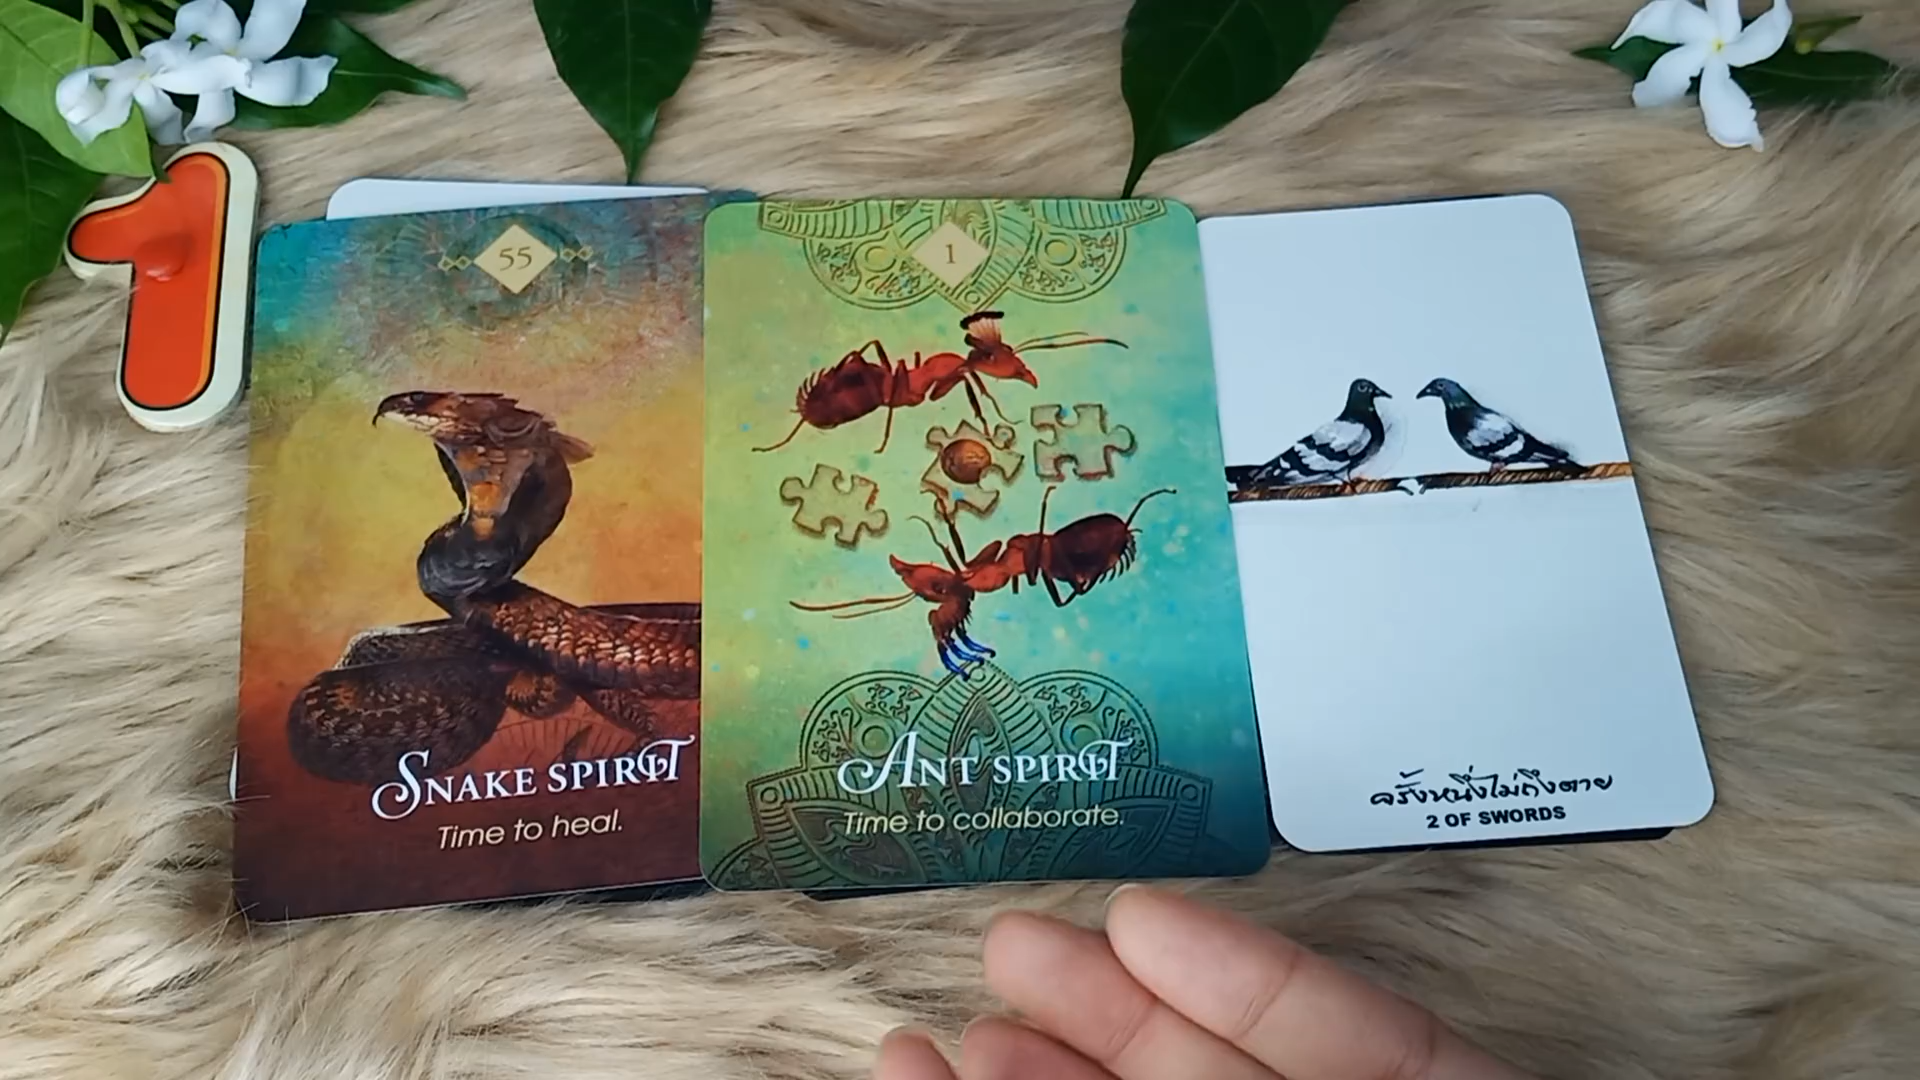 1
55
SNAKE SPIRIT
Time to heal.
1
ANT SPIRIT
Time to collaborate.
ครั้งหนึ่งไม่ถึงตาย
2 OF SWORDS